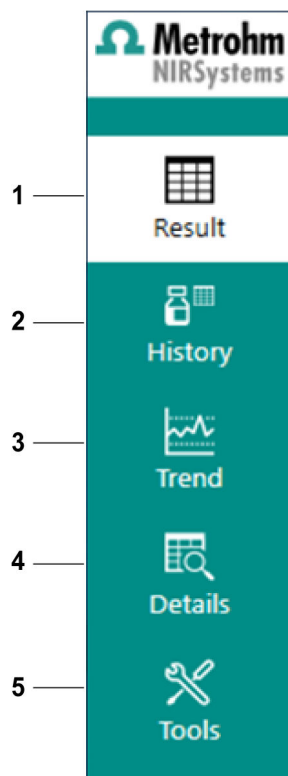 Metrohm
NIRSystems
1
Result
2
History
3
Trend
4
Details
5
Tools